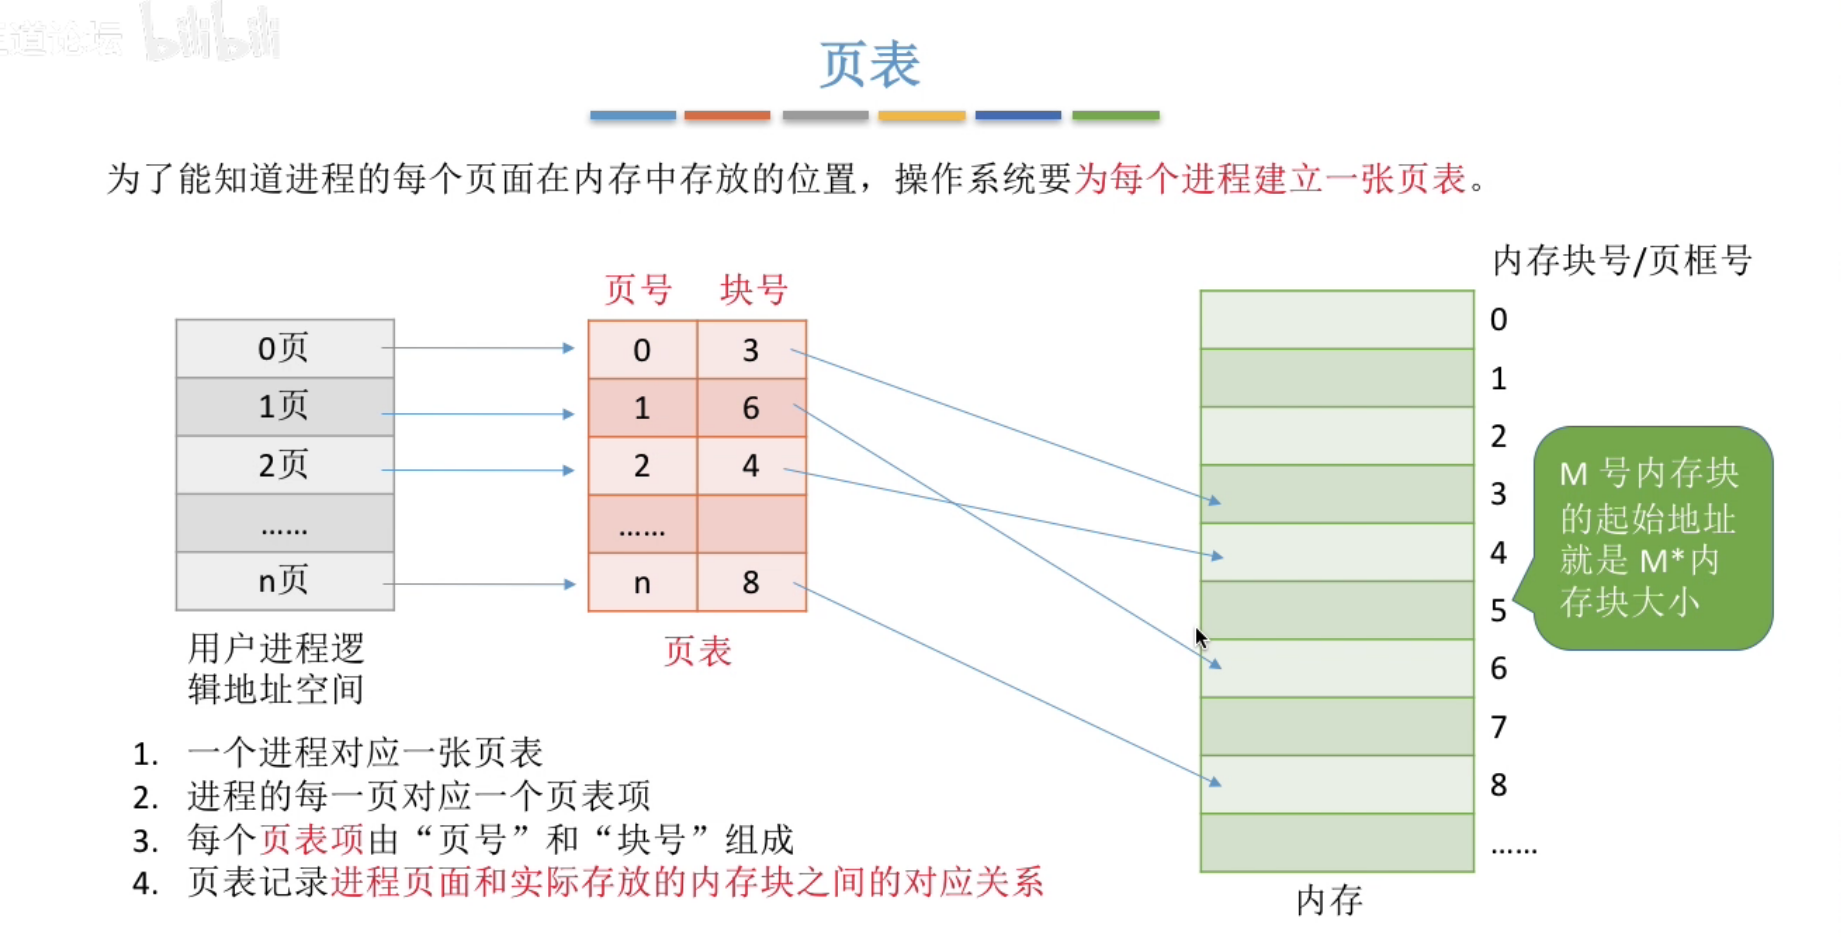 道论坛 bilibili
页表
为了能知道进程的每个页面在内存中存放的位置，操作系统要为每个进程建立一张页表。
内存块号/页框号
页号 块号
0页
1页
2页
……
n页
用户进程逻
辑地址空间
0 3
1 6
2 4
……
n 8
页表
0
1
2
3
4
5
6
7
8
……
内存
M 号内存块
的起始地址
就是 M*内
存块大小
1. 一个进程对应一张页表
2. 进程的每一页对应一个页表项
3. 每个页表项由“页号”和“块号”组成
4. 页表记录进程页面和实际存放的内存块之间的对应关系